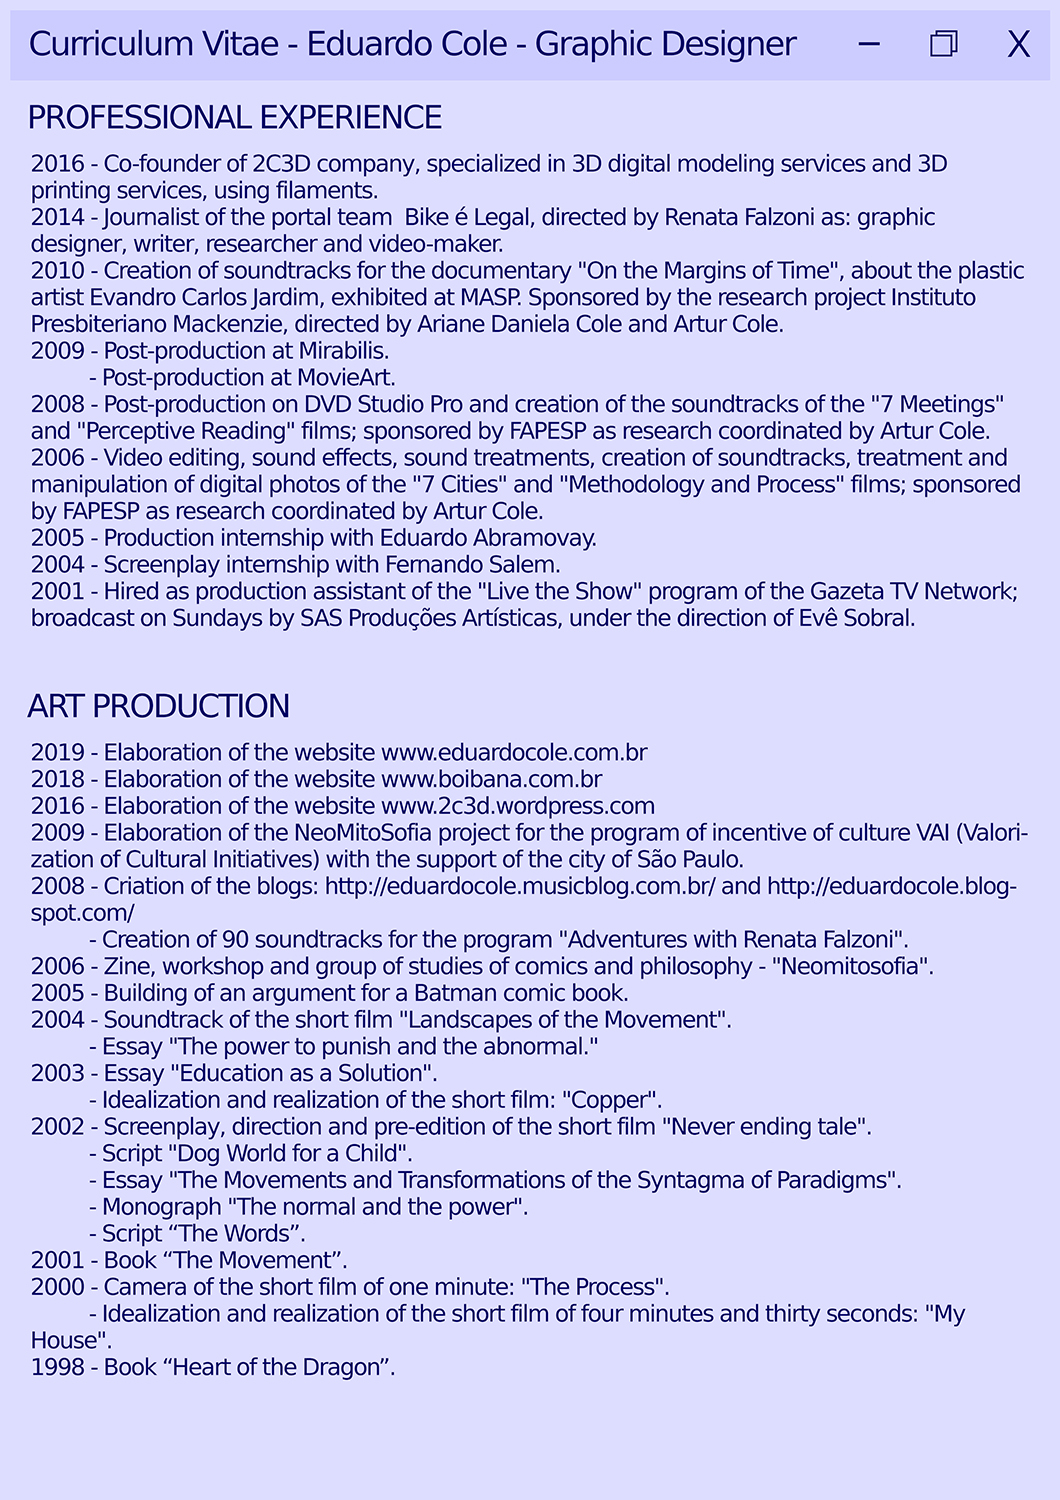 Curriculum Vitae - Eduardo Cole - Graphic Designer – X
PROFESSIONAL EXPERIENCE
2016 - Co-founder of 2C3D company, specialized in 3D digital modeling services and 3D
printing services, using filaments.
2014 - Journalist of the portal team  Bike é Legal, directed by Renata Falzoni as: graphic
designer, writer, researcher and video-maker.
2010 - Creation of soundtracks for the documentary "On the Margins of Time", about the plastic
artist Evandro Carlos Jardim, exhibited at MASP. Sponsored by the research project Instituto
Presbiteriano Mackenzie, directed by Ariane Daniela Cole and Artur Cole.
2009 - Post-production at Mirabilis.
- Post-production at MovieArt.
2008 - Post-production on DVD Studio Pro and creation of the soundtracks of the "7 Meetings"
and "Perceptive Reading" films; sponsored by FAPESP as research coordinated by Artur Cole.
2006 - Video editing, sound effects, sound treatments, creation of soundtracks, treatment and
manipulation of digital photos of the "7 Cities" and "Methodology and Process" films; sponsored
by FAPESP as research coordinated by Artur Cole.
2005 - Production internship with Eduardo Abramovay.
2004 - Screenplay internship with Fernando Salem.
2001 - Hired as production assistant of the "Live the Show" program of the Gazeta TV Network;
broadcast on Sundays by SAS Produções Artísticas, under the direction of Evê Sobral.
ART PRODUCTION
2019 - Elaboration of the website www.eduardocole.com.br
2018 - Elaboration of the website www.boibana.com.br
2016 - Elaboration of the website www.2c3d.wordpress.com
2009 - Elaboration of the NeoMitoSofia project for the program of incentive of culture VAI (Valori-
zation of Cultural Initiatives) with the support of the city of São Paulo.
2008 - Criation of the blogs: http://eduardocole.musicblog.com.br/ and http://eduardocole.blog-
spot.com/
- Creation of 90 soundtracks for the program "Adventures with Renata Falzoni".
2006 - Zine, workshop and group of studies of comics and philosophy - "Neomitosofia".
2005 - Building of an argument for a Batman comic book.
2004 - Soundtrack of the short film "Landscapes of the Movement".
- Essay "The power to punish and the abnormal."
2003 - Essay "Education as a Solution".
- Idealization and realization of the short film: "Copper".
2002 - Screenplay, direction and pre-edition of the short film "Never ending tale".
- Script "Dog World for a Child".
- Essay "The Movements and Transformations of the Syntagma of Paradigms".
- Monograph "The normal and the power".
- Script “The Words”.
2001 - Book “The Movement”.
2000 - Camera of the short film of one minute: "The Process".
- Idealization and realization of the short film of four minutes and thirty seconds: "My
House".
1998 - Book “Heart of the Dragon”.